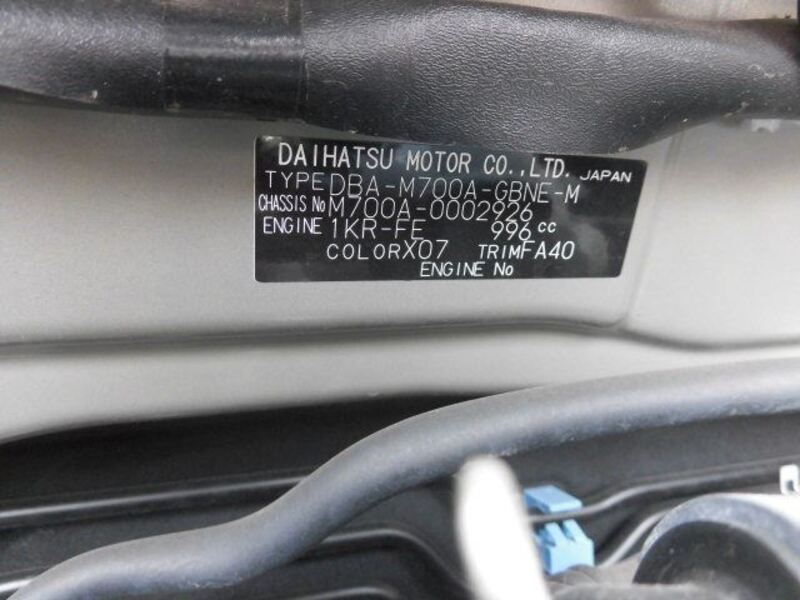 DAIHATSU MOTOR CO.,LTD. JAPAN
TYPE DBA-M700A-GBNE-M
CHASSIS No M700A-0002926
ENGINE 1KR-FE 996 cc
COLOR X07 TRIM FA40
ENGINE No